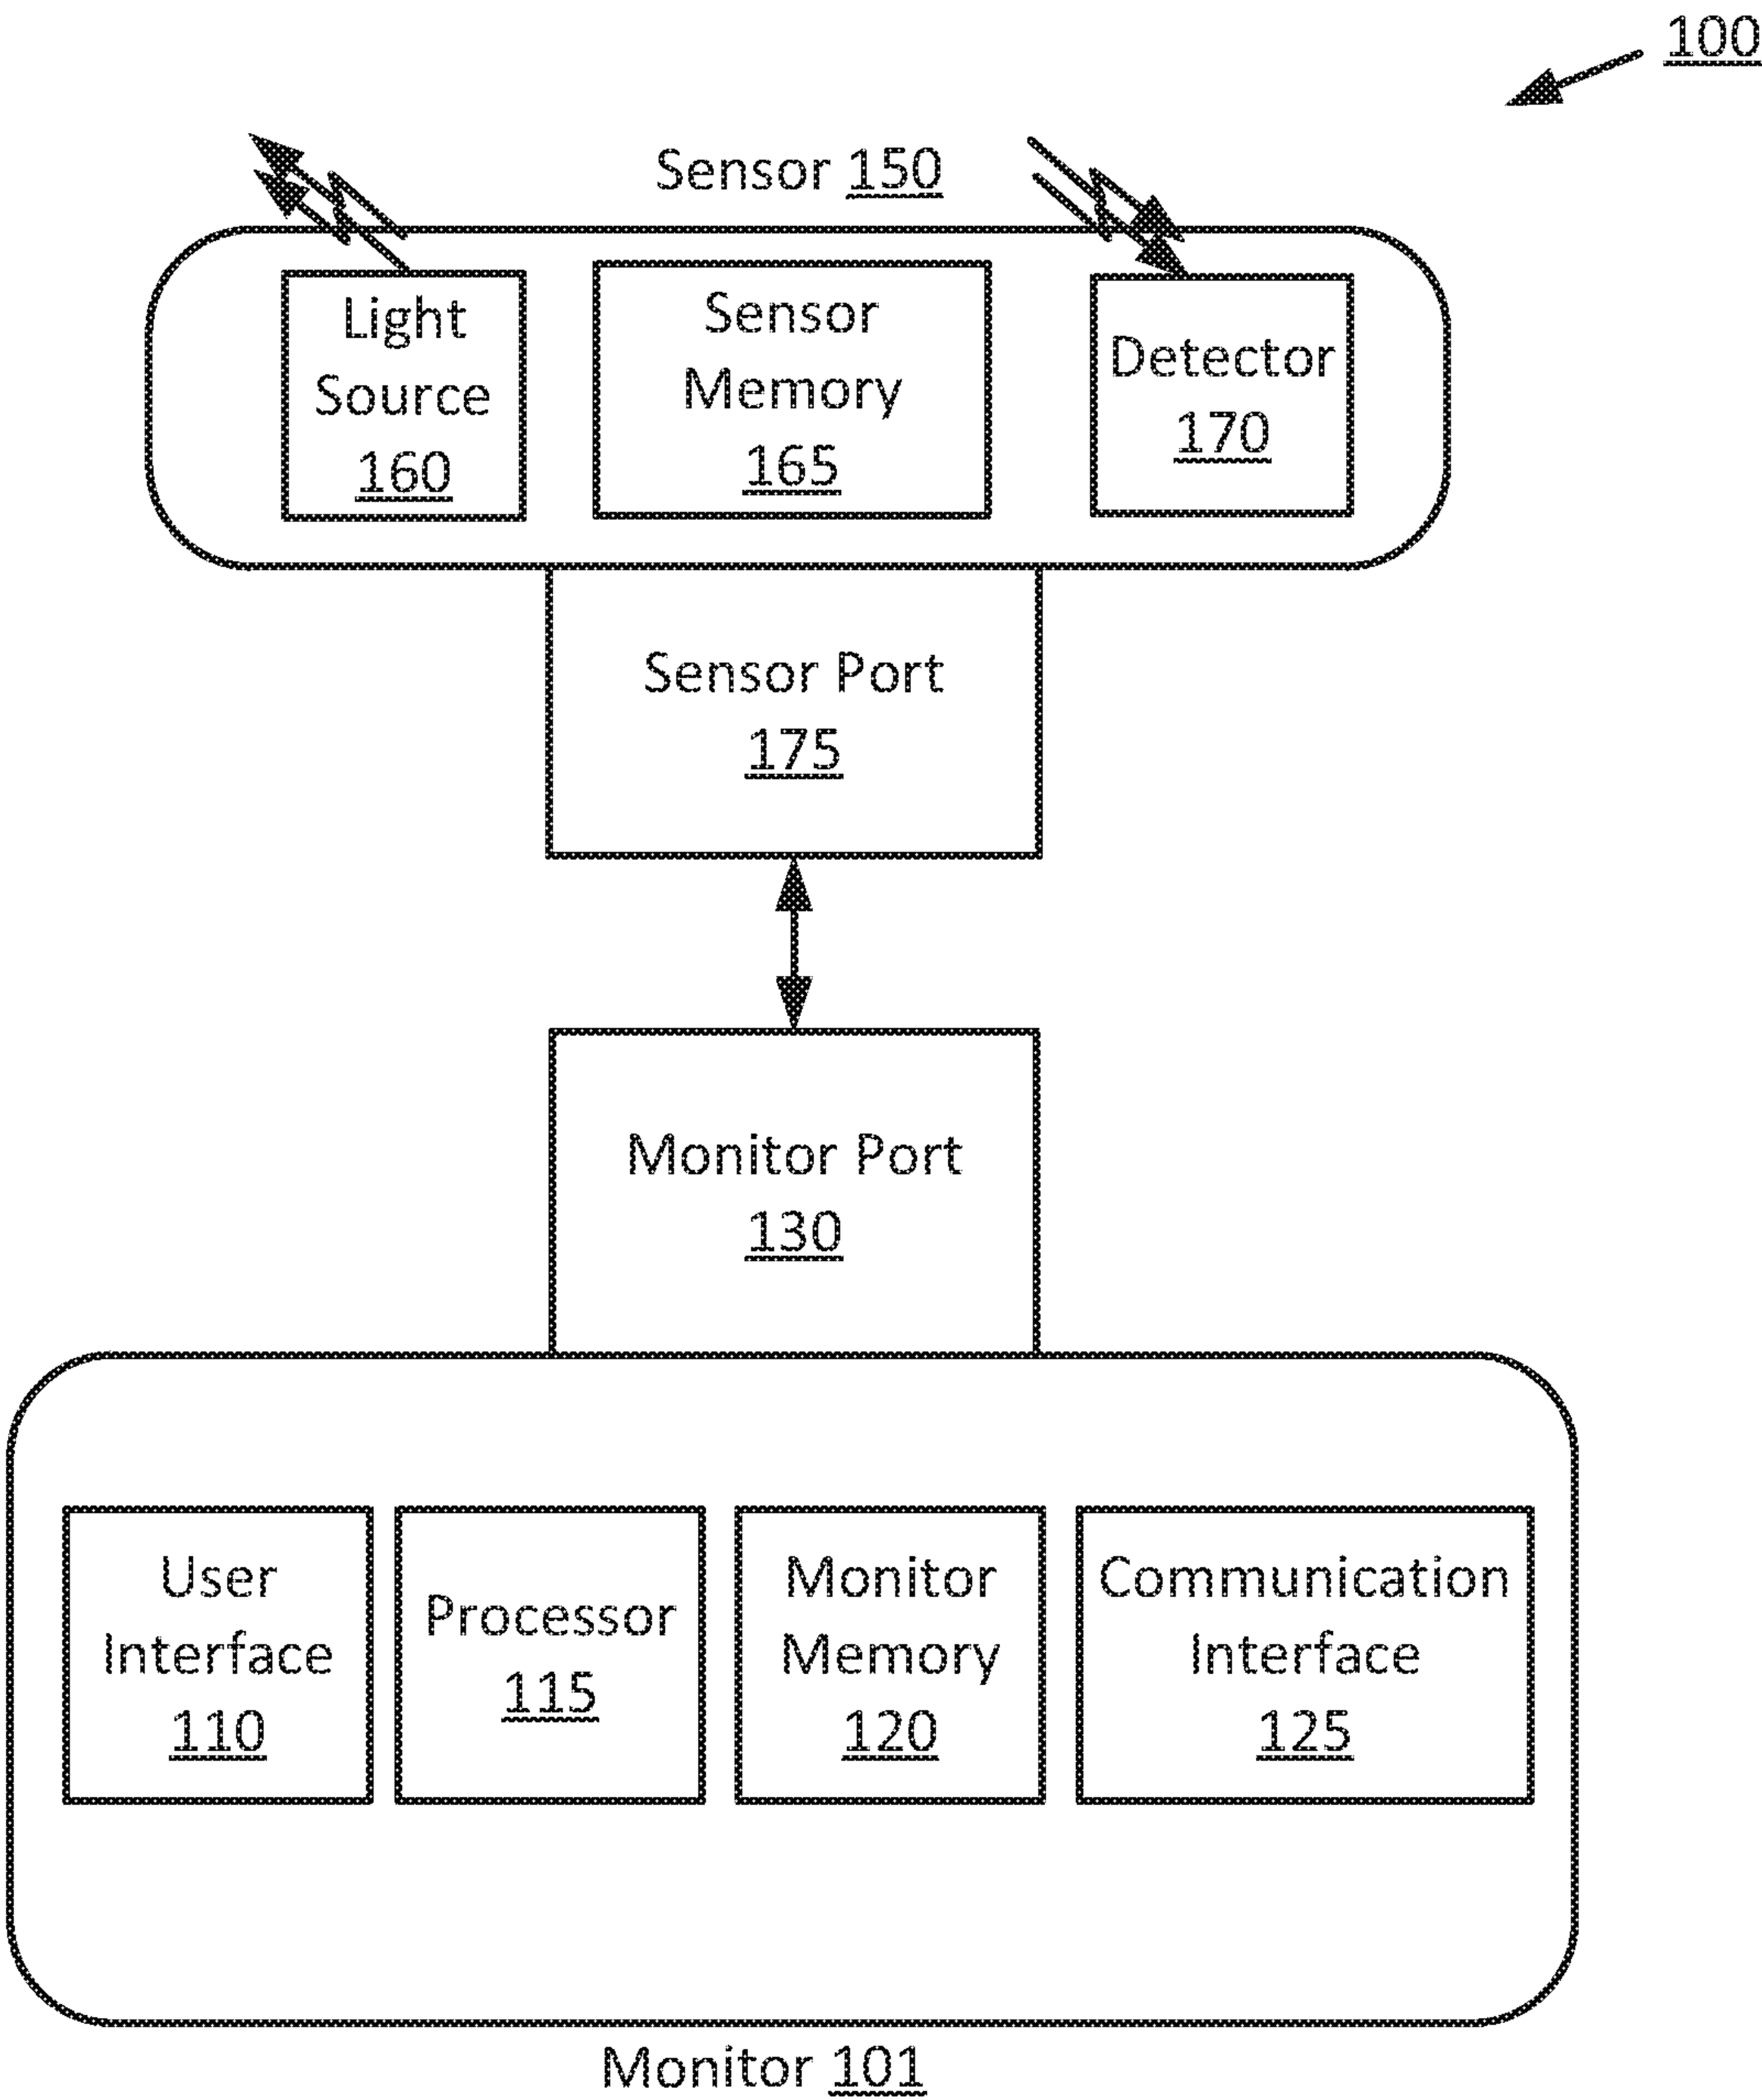 100
Sensor 150
Light
Source
160
Sensor
Memory
165
Detector
170
Sensor Port
175
Monitor Port
130
User
Interface
110
Processor
115
Monitor
Memory
120
Communication
Interface
125
Monitor 101